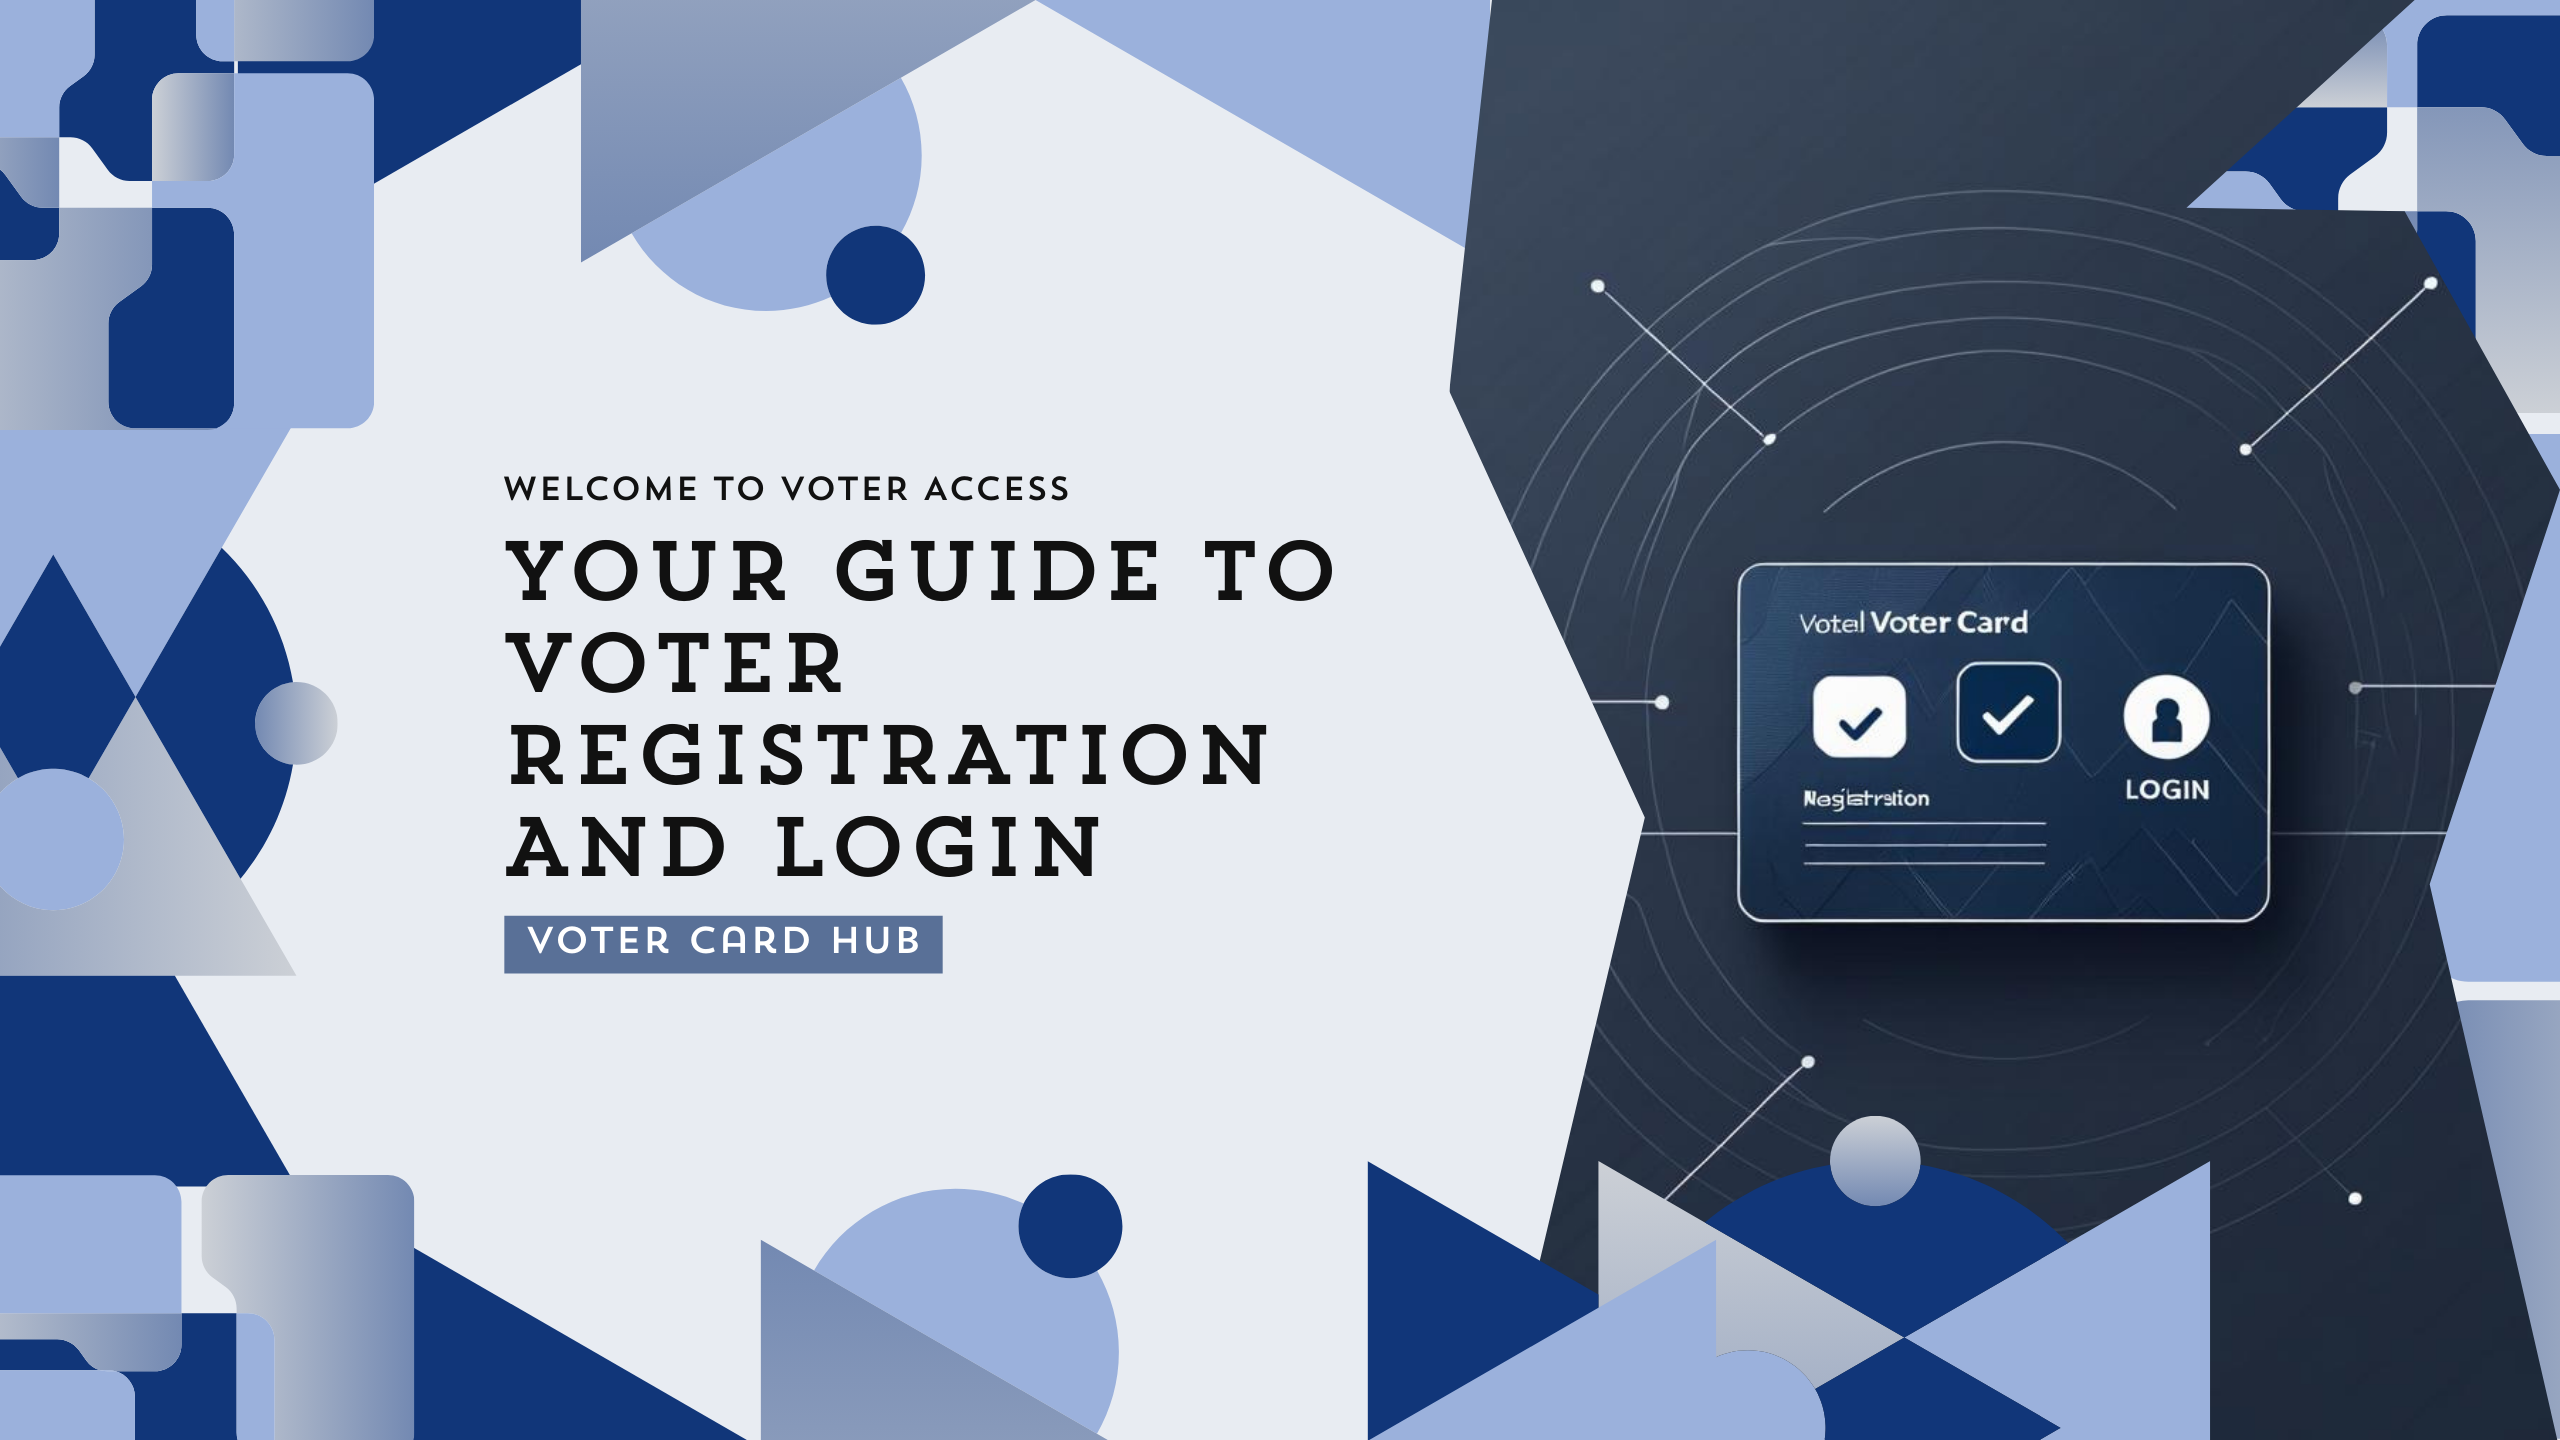 WELCOME TO VOTER ACCESS
YOUR GUIDE TO
VOTER
REGISTRATION
AND LOGIN
VOTER CARD HUB
Voter Card
LOGIN